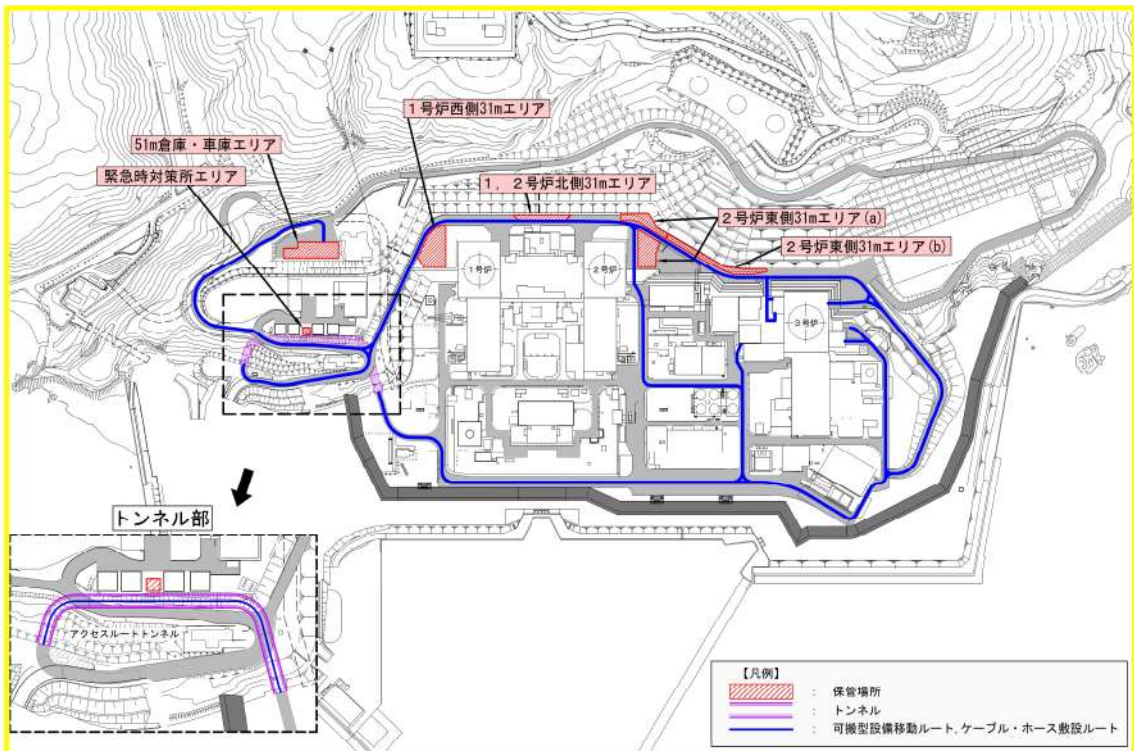 1号炉西側31mエリア
51m倉庫・車庫エリア
緊急時対策所エリア
1，2号炉北側31mエリア
2号炉東側31mエリア(a)
2号炉東側31mエリア(b)
1号炉
2号炉
3号炉
トンネル部
アクセスルートトンネル
【凡例】
： 保管場所
： トンネル
： 可搬型設備移動ルート，ケーブル・ホース敷設ルート